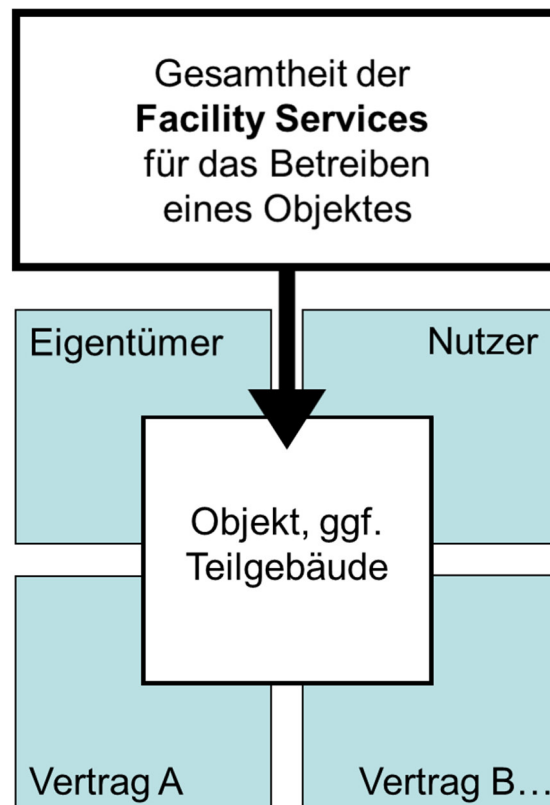 Gesamtheit der
Facility Services
für das Betreiben
eines Objektes
Eigentümer
Nutzer
Objekt, ggf.
Teilgebäude
Vertrag A
Vertrag B...